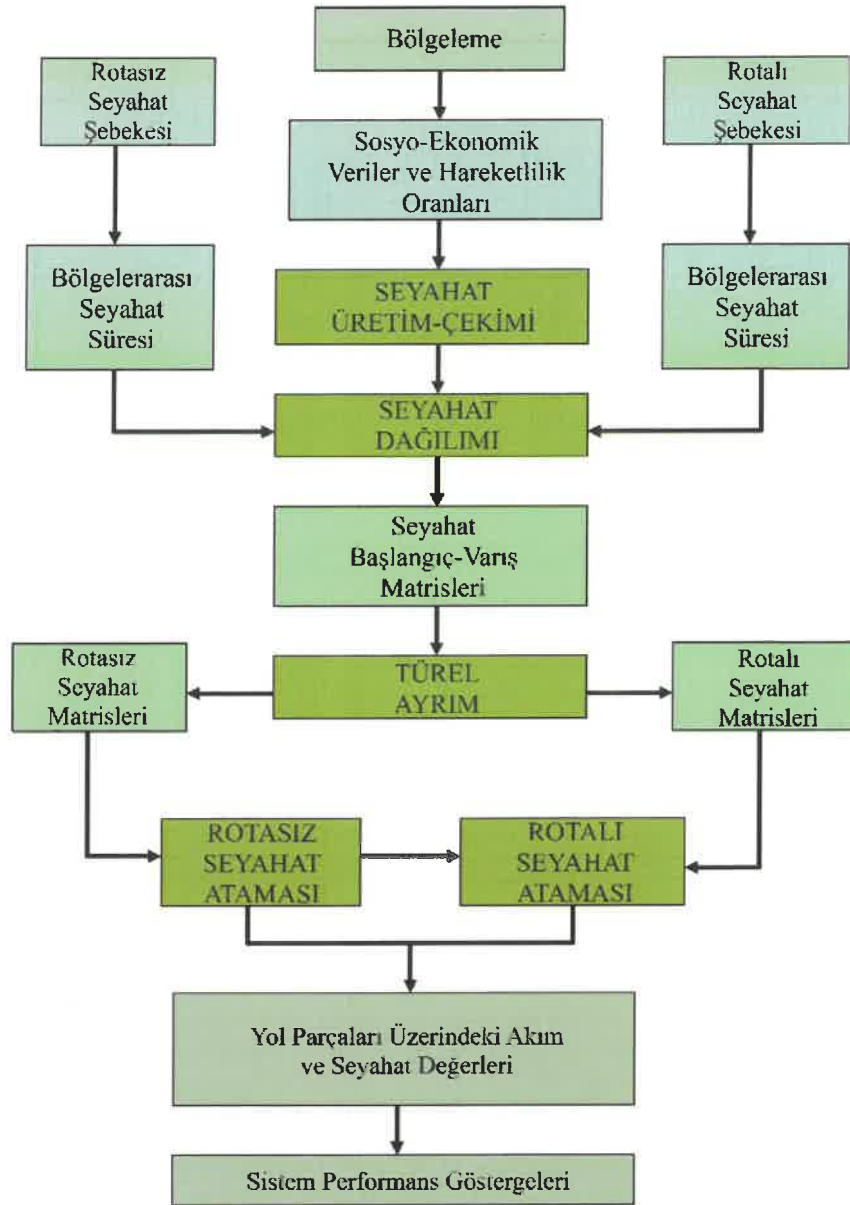 Bölgeleme
Rotasız
Seyahat
Şebekesi
Rotalı
Seyahat
Şebekesi
Sosyo-Ekonomik
Veriler ve Hareketlilik
Oranları
Bölgelerarası
Seyahat
Süresi
SEYAHAT
ÜRETİM-ÇEKİMİ
Bölgelerarası
Seyahat
Süresi
SEYAHAT
DAĞILIMI
Seyahat
Başlangıç-Varış
Matrisleri
Rotasız
Seyahat
Matrisleri
TÜREL
AYRIM
Rotalı
Seyahat
Matrisleri
ROTASIZ
SEYAHAT
ATAMASI
ROTALI
SEYAHAT
ATAMASI
Yol Parçaları Üzerindeki Akım
ve Seyahat Değerleri
Sistem Performans Göstergeleri